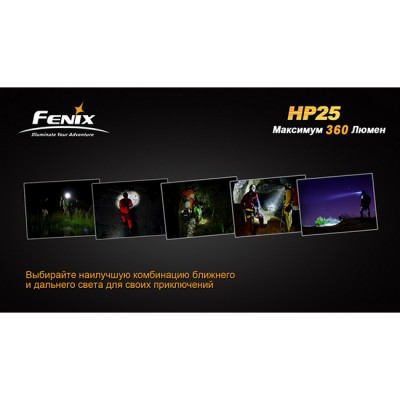 FENIX
Illuminate Your Adventure
HP25
Максимум 360 Люмен
Выбирайте наилучшую комбинацию ближнего
и дальнего света для своих приключений